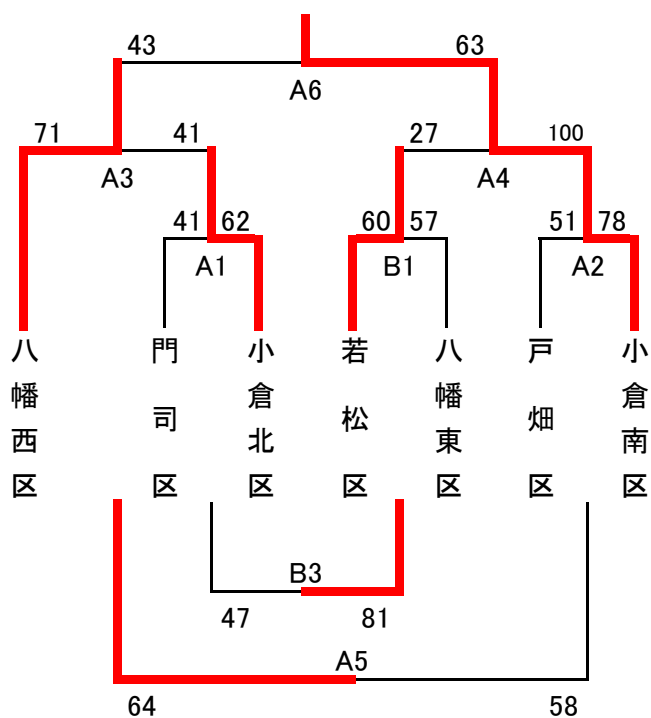 43 63
A6
71 41 27 100
A3 A4
41 62 60 57 51 78
A1 B1 A2
八幡西区
門司区
小倉北区
若松区
八幡東区
戸畑区
小倉南区
B3
47 81
A5
64 58